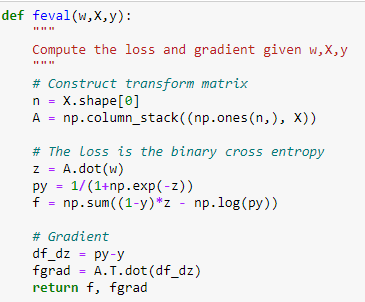 def feval(w,X,y):
    """
    Compute the loss and gradient given w,X,y
    """
    # Construct transform matrix
    n = X.shape[0]
    A = np.column_stack((np.ones(n,), X))
    # The Loss is the binary cross entropy
    z = A.dot(w)
    py = 1/(1+np.exp(-z))
    f = np.sum((1-y)*z - np.log(py))
    # Gradient
    df_dz = py-y
    fgrad = A.T.dot(df_dz)
    return f, fgrad